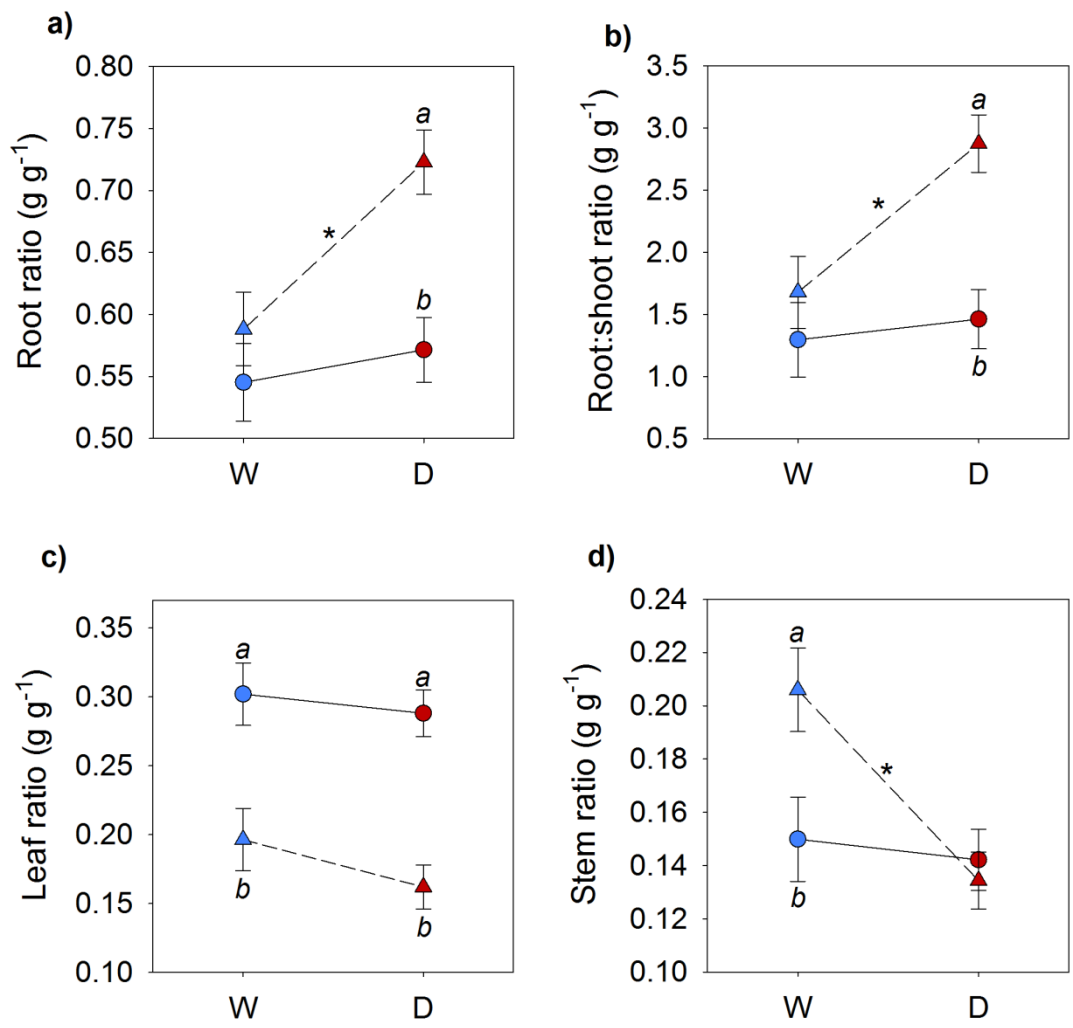 a)
Root ratio (g g⁻¹)
0.80
0.75
0.70
0.65
0.60
0.55
0.50
a
*
b
W D
b)
Root:shoot ratio (g g⁻¹)
3.5
3.0
2.5
2.0
1.5
1.0
0.5
a
*
b
W D
c)
Leaf ratio (g g⁻¹)
0.35
0.30
0.25
0.20
0.15
0.10
a a
b b
W D
d)
Stem ratio (g g⁻¹)
0.24
0.22
0.20
0.18
0.16
0.14
0.12
0.10
a
*
b
W D